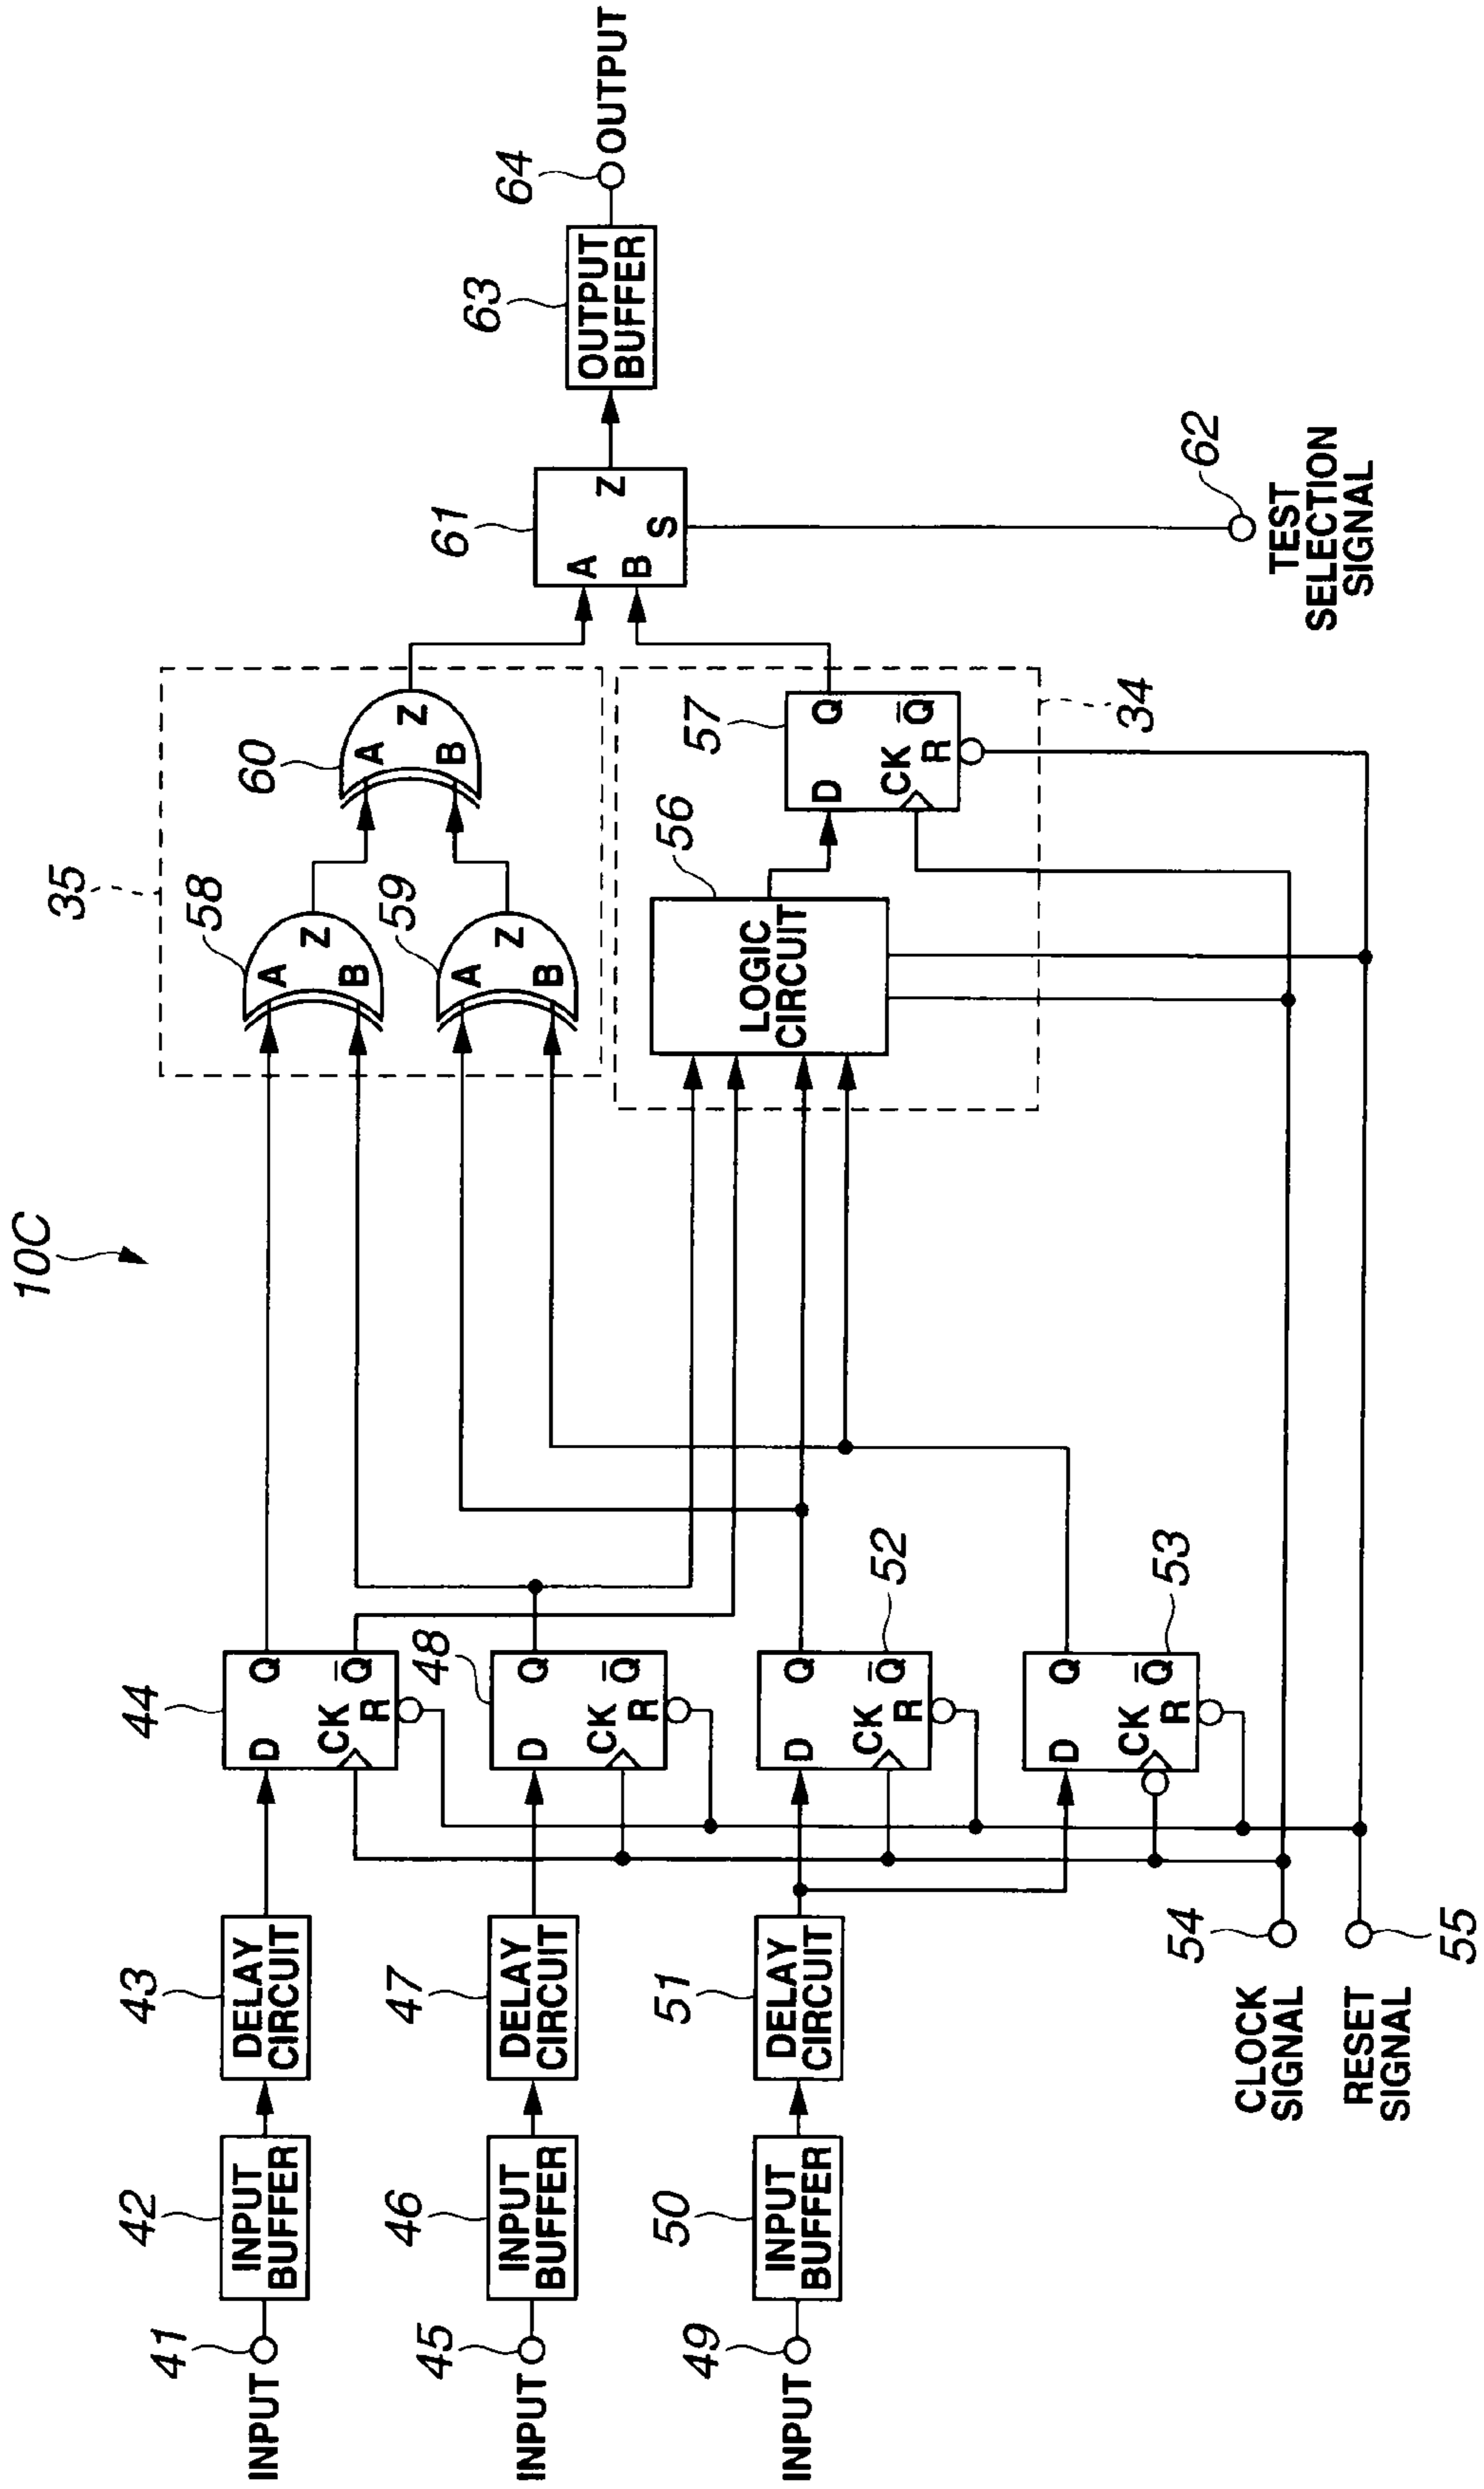 10C
INPUT
41
42
INPUT
BUFFER
43
DELAY
CIRCUIT
44
D
Q
CK
Q̅
R
INPUT
45
46
INPUT
BUFFER
47
DELAY
CIRCUIT
48
D
Q
CK
Q̅
R
INPUT
49
50
INPUT
BUFFER
51
DELAY
CIRCUIT
52
D
Q
CK
Q̅
R
53
D
Q
CK
Q̅
R
CLOCK
SIGNAL
54
RESET
SIGNAL
55
35
58
A
B
Z
59
A
B
Z
60
A
B
Z
34
56
LOGIC
CIRCUIT
57
D
Q
CK
Q̅
R
61
A
B
Z
S
62
TEST
SELECTION
SIGNAL
63
OUTPUT
BUFFER
64
OUTPUT